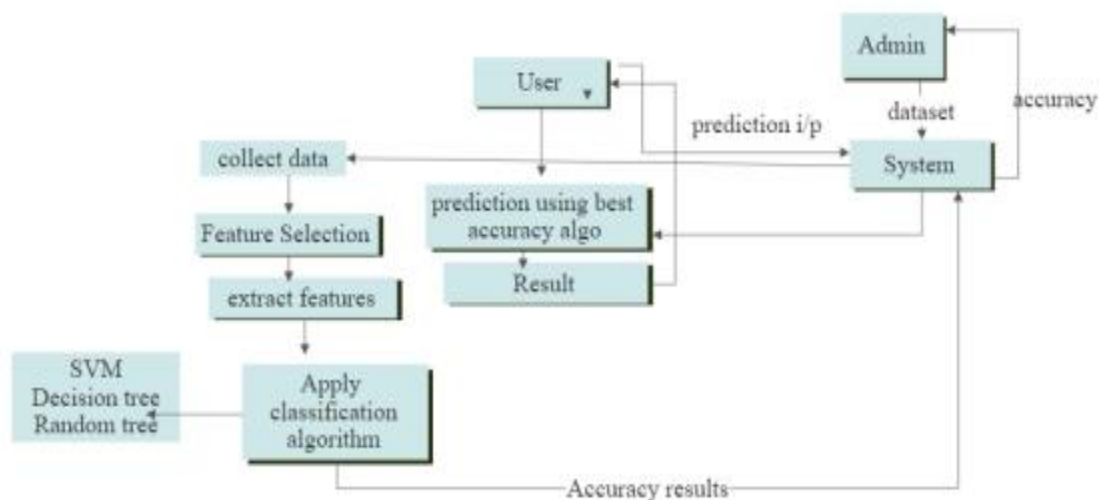 Admin
User
accuracy
dataset
prediction i/p
collect data
System
prediction using best
accuracy algo
Feature Selection
Result
extract features
SVM
Decision tree
Random tree
Apply
classification
algorithm
Accuracy results